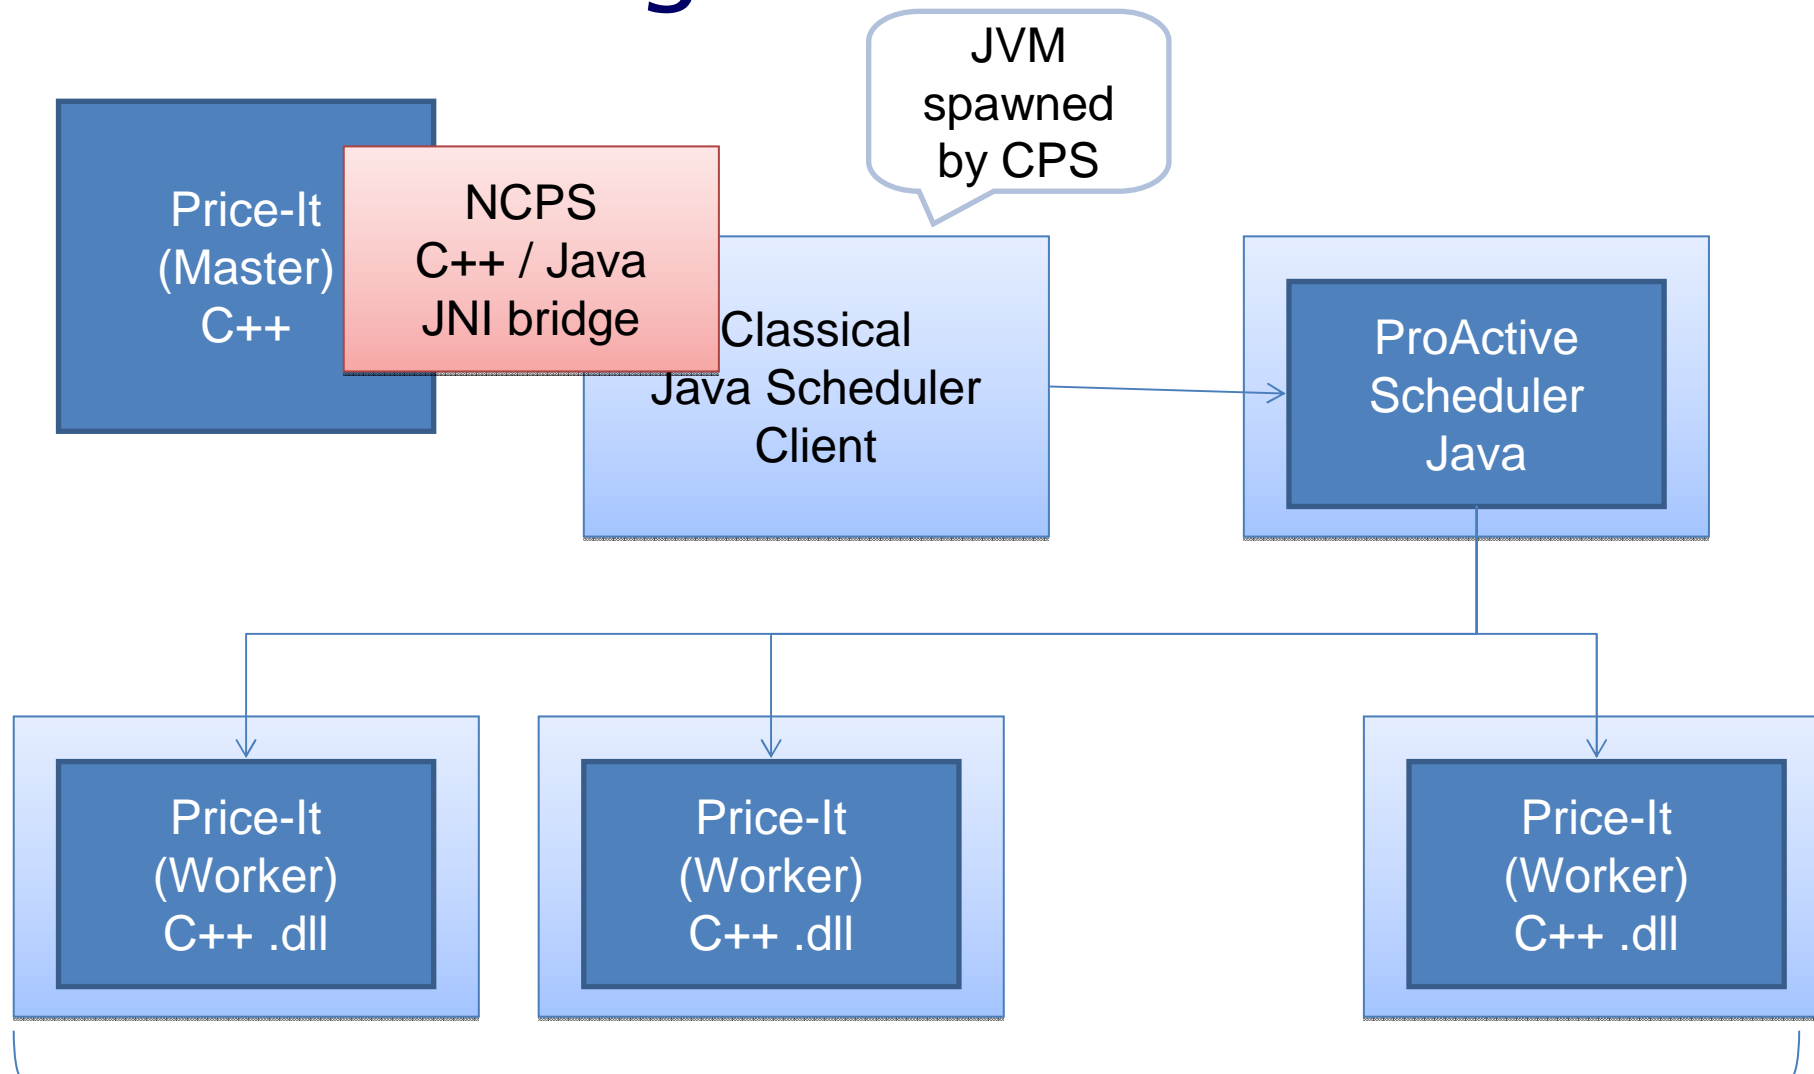 JVM
spawned
by CPS
Price-It
(Master)
C++
NCPS
C++ / Java
JNI bridge
Classical
Java Scheduler
Client
ProActive
Scheduler
Java
Price-It
(Worker)
C++ .dll
Price-It
(Worker)
C++ .dll
Price-It
(Worker)
C++ .dll